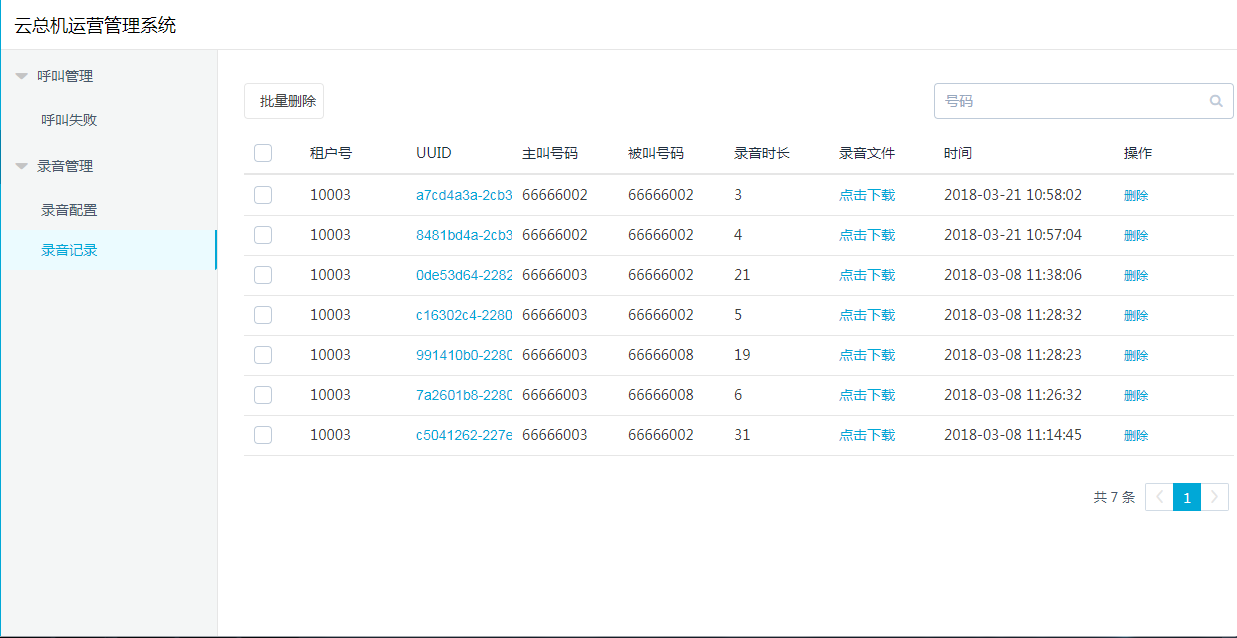 云总机运营管理系统
呼叫管理
呼叫失败
录音管理
录音配置
录音记录
批量删除
号码
租户号 UUID 主叫号码 被叫号码 录音时长 录音文件 时间 操作
10003 a7cd4a3a-2cb3 66666002 66666002 3 点击下载 2018-03-21 10:58:02 删除
10003 8481bd4a-2cb3 66666002 66666002 4 点击下载 2018-03-21 10:57:04 删除
10003 0de53d64-2282 66666003 66666002 21 点击下载 2018-03-08 11:38:06 删除
10003 c16302c4-2280 66666003 66666002 5 点击下载 2018-03-08 11:28:32 删除
10003 991410b0-2280 66666003 66666008 19 点击下载 2018-03-08 11:28:23 删除
10003 7a2601b8-2280 66666003 66666008 6 点击下载 2018-03-08 11:26:32 删除
10003 c5041262-227e 66666003 66666002 31 点击下载 2018-03-08 11:14:45 删除
共 7 条 1